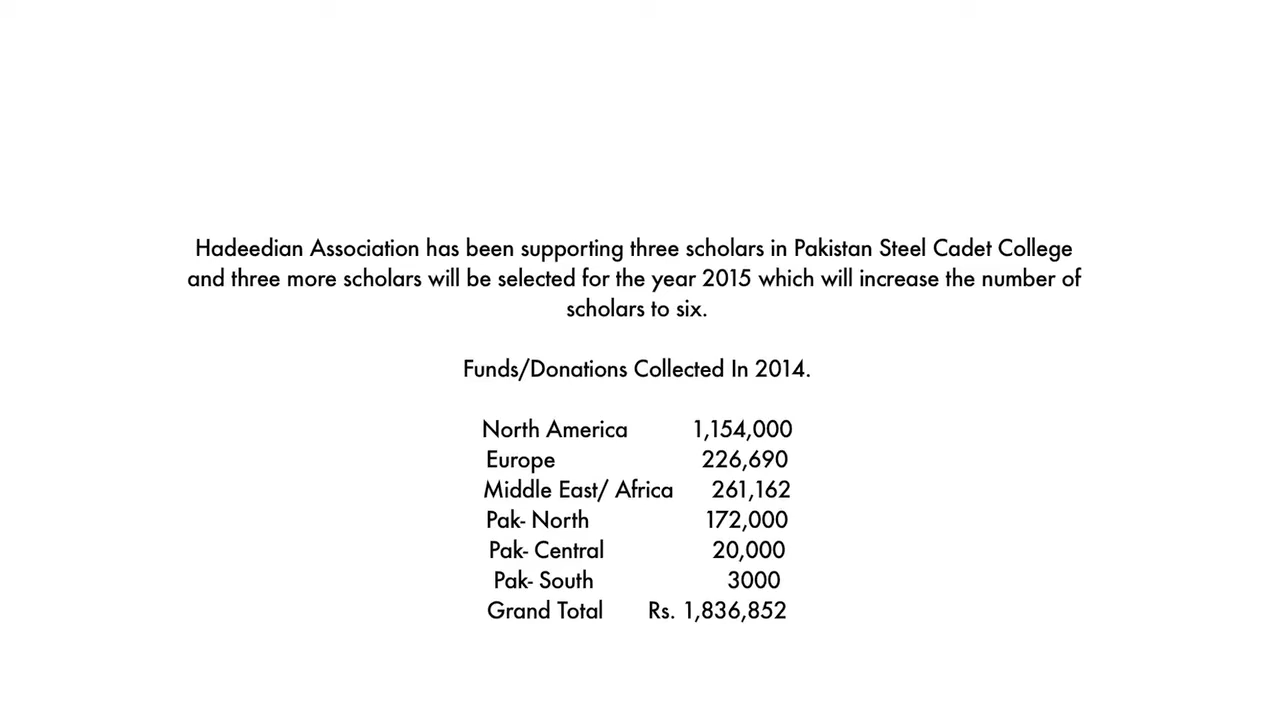 Hadeedian Association has been supporting three scholars in Pakistan Steel Cadet College
and three more scholars will be selected for the year 2015 which will increase the number of
scholars to six.
Funds/Donations Collected In 2014.
North America 1,154,000
Europe 226,690
Middle East/ Africa 261,162
Pak- North 172,000
Pak- Central 20,000
Pak- South 3000
Grand Total Rs. 1,836,852